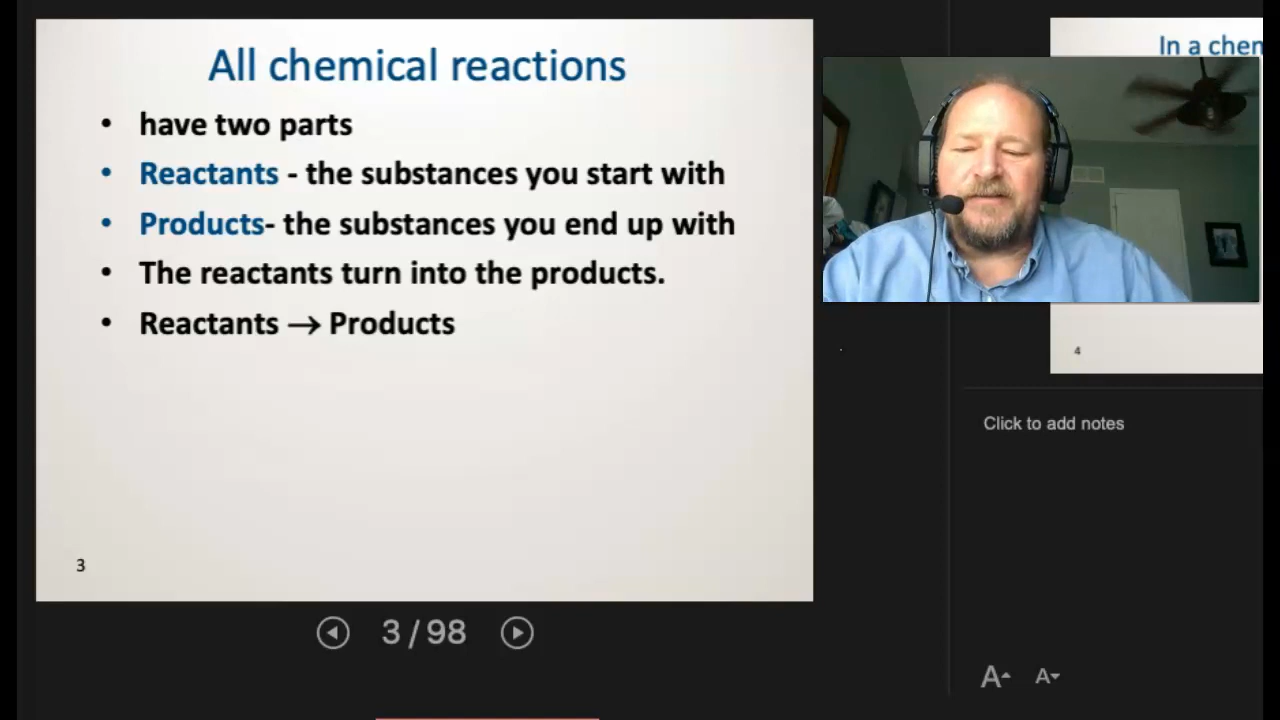 All chemical reactions
• have two parts
• Reactants - the substances you start with
• Products- the substances you end up with
• The reactants turn into the products.
• Reactants → Products
3
3 / 98
In a chem
4
Click to add notes
A A